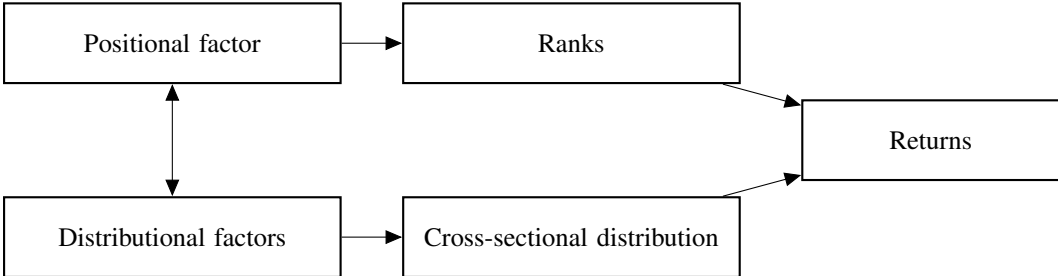 Positional factor
Ranks
Returns
Distributional factors
Cross-sectional distribution